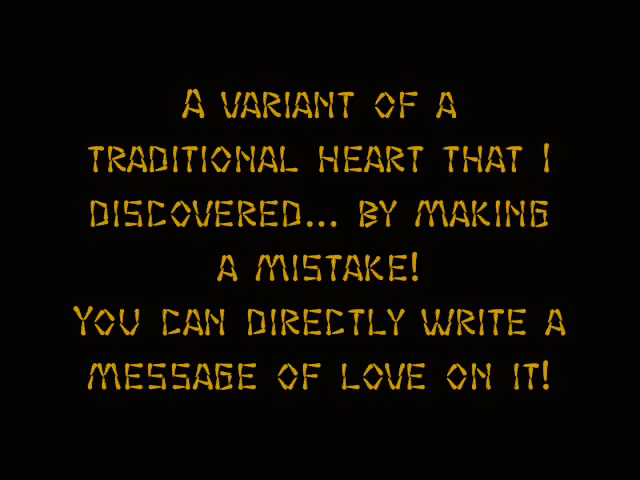 A variant of a
traditional heart that I
discovered... by making
a mistake!
You can directly write a
message of love on it!